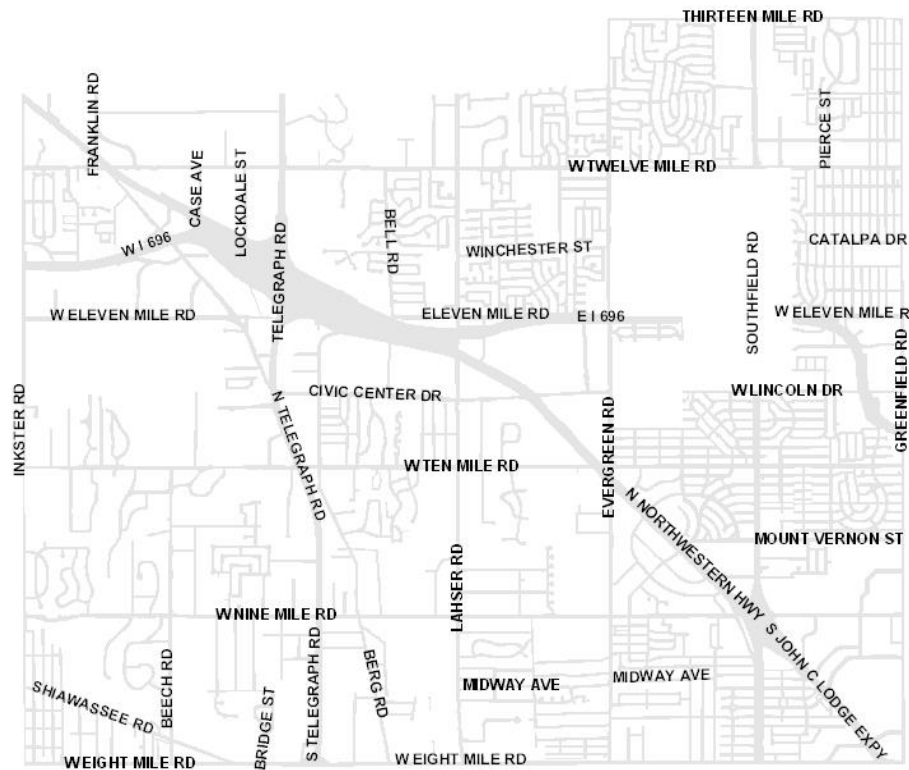 THIRTEEN MILE RD
FRANKLIN RD
PIERCE ST
W TWELVE MILE RD
CASE AVE
LOCKDALE ST
BELL RD
W I 696
WINCHESTER ST
CATALPA DR
TELEGRAPH RD
SOUTHFIELD RD
W ELEVEN MILE RD
ELEVEN MILE RD
E I 696
W ELEVEN MILE R
GREENFIELD RD
CIVIC CENTER DR
W LINCOLN DR
INKSTER RD
N TELEGRAPH RD
EVERGREEN RD
W TEN MILE RD
N NORTHWESTERN HWY
MOUNT VERNON ST
LAHSER RD
W NINE MILE RD
S JOHN C LODGE EXPY
SHIAWASSEE RD
BEECH RD
BRIDGE ST
S TELEGRAPH RD
BERG RD
MIDWAY AVE
MIDWAY AVE
W EIGHT MILE RD
W EIGHT MILE RD